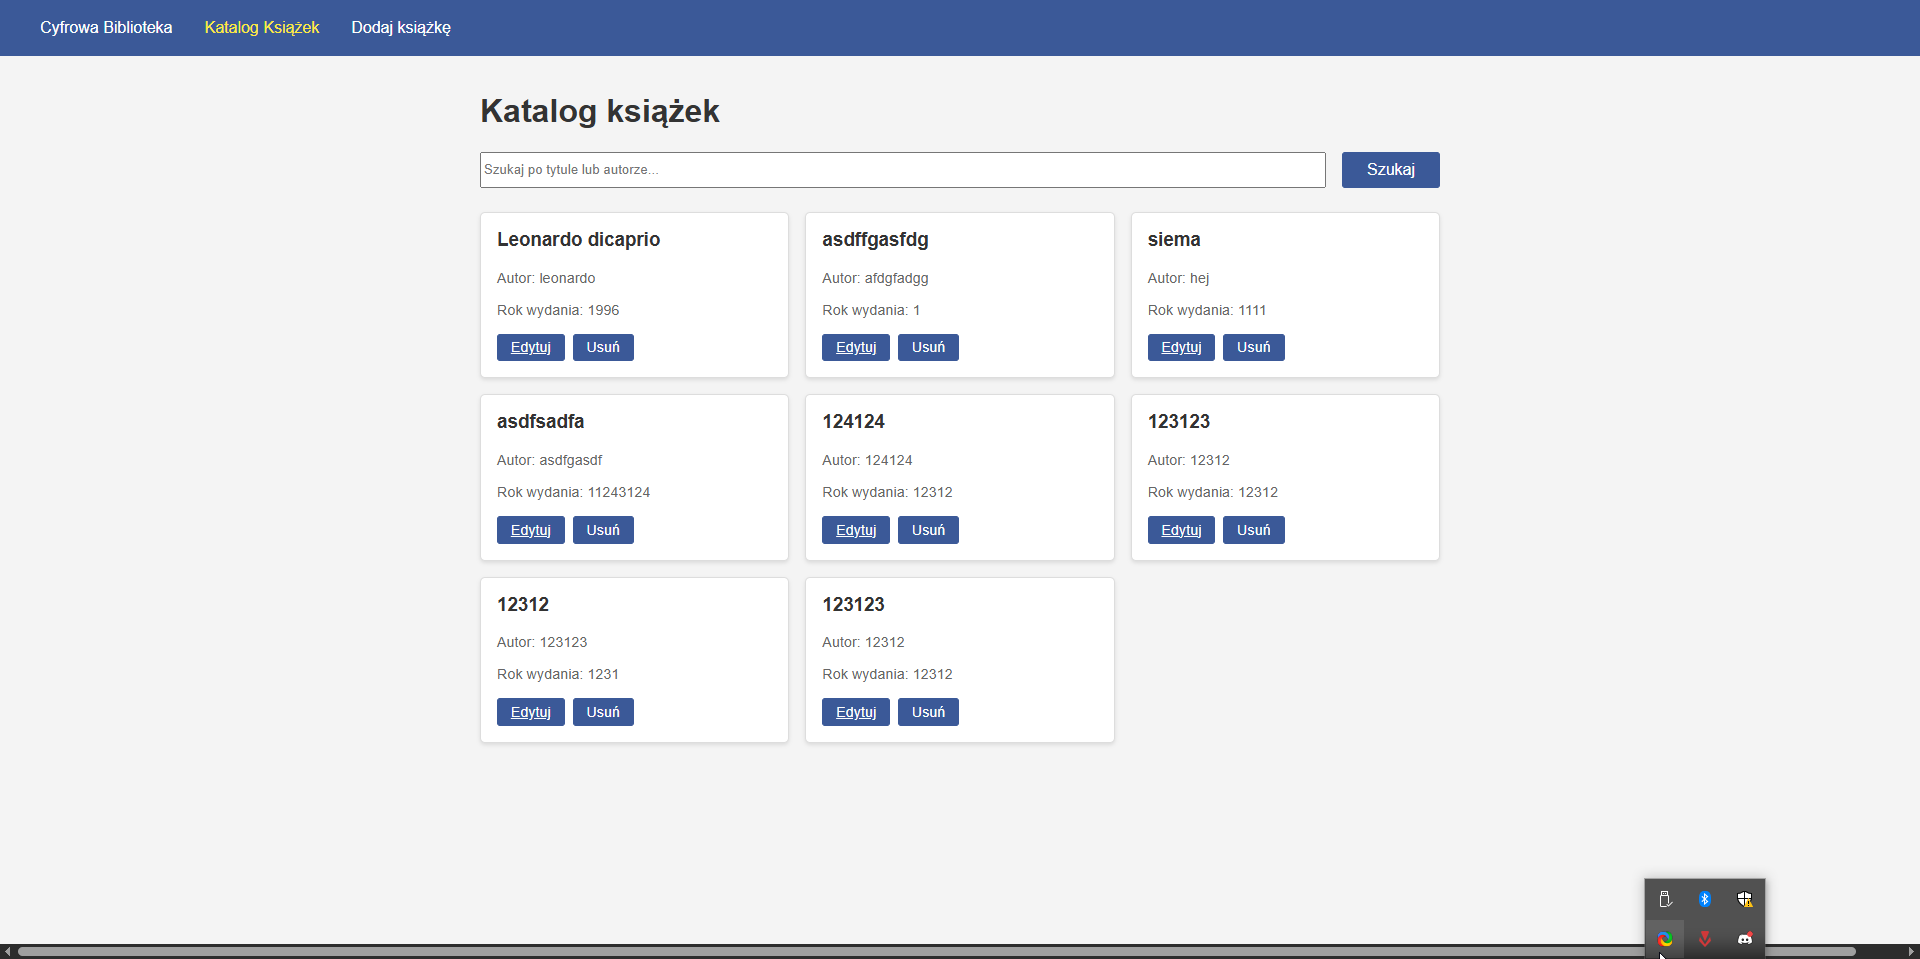 Cyfrowa Biblioteka Katalog Książek Dodaj książkę
Katalog książek
Szukaj po tytule lub autorze... Szukaj
Leonardo dicaprio
Autor: leonardo
Rok wydania: 1996
Edytuj Usuń
asdffgasfdg
Autor: afdgfadgg
Rok wydania: 1
Edytuj Usuń
siema
Autor: hej
Rok wydania: 1111
Edytuj Usuń
asdfsadfa
Autor: asdfgasdf
Rok wydania: 11243124
Edytuj Usuń
124124
Autor: 124124
Rok wydania: 12312
Edytuj Usuń
123123
Autor: 12312
Rok wydania: 12312
Edytuj Usuń
12312
Autor: 123123
Rok wydania: 1231
Edytuj Usuń
123123
Autor: 12312
Rok wydania: 12312
Edytuj Usuń